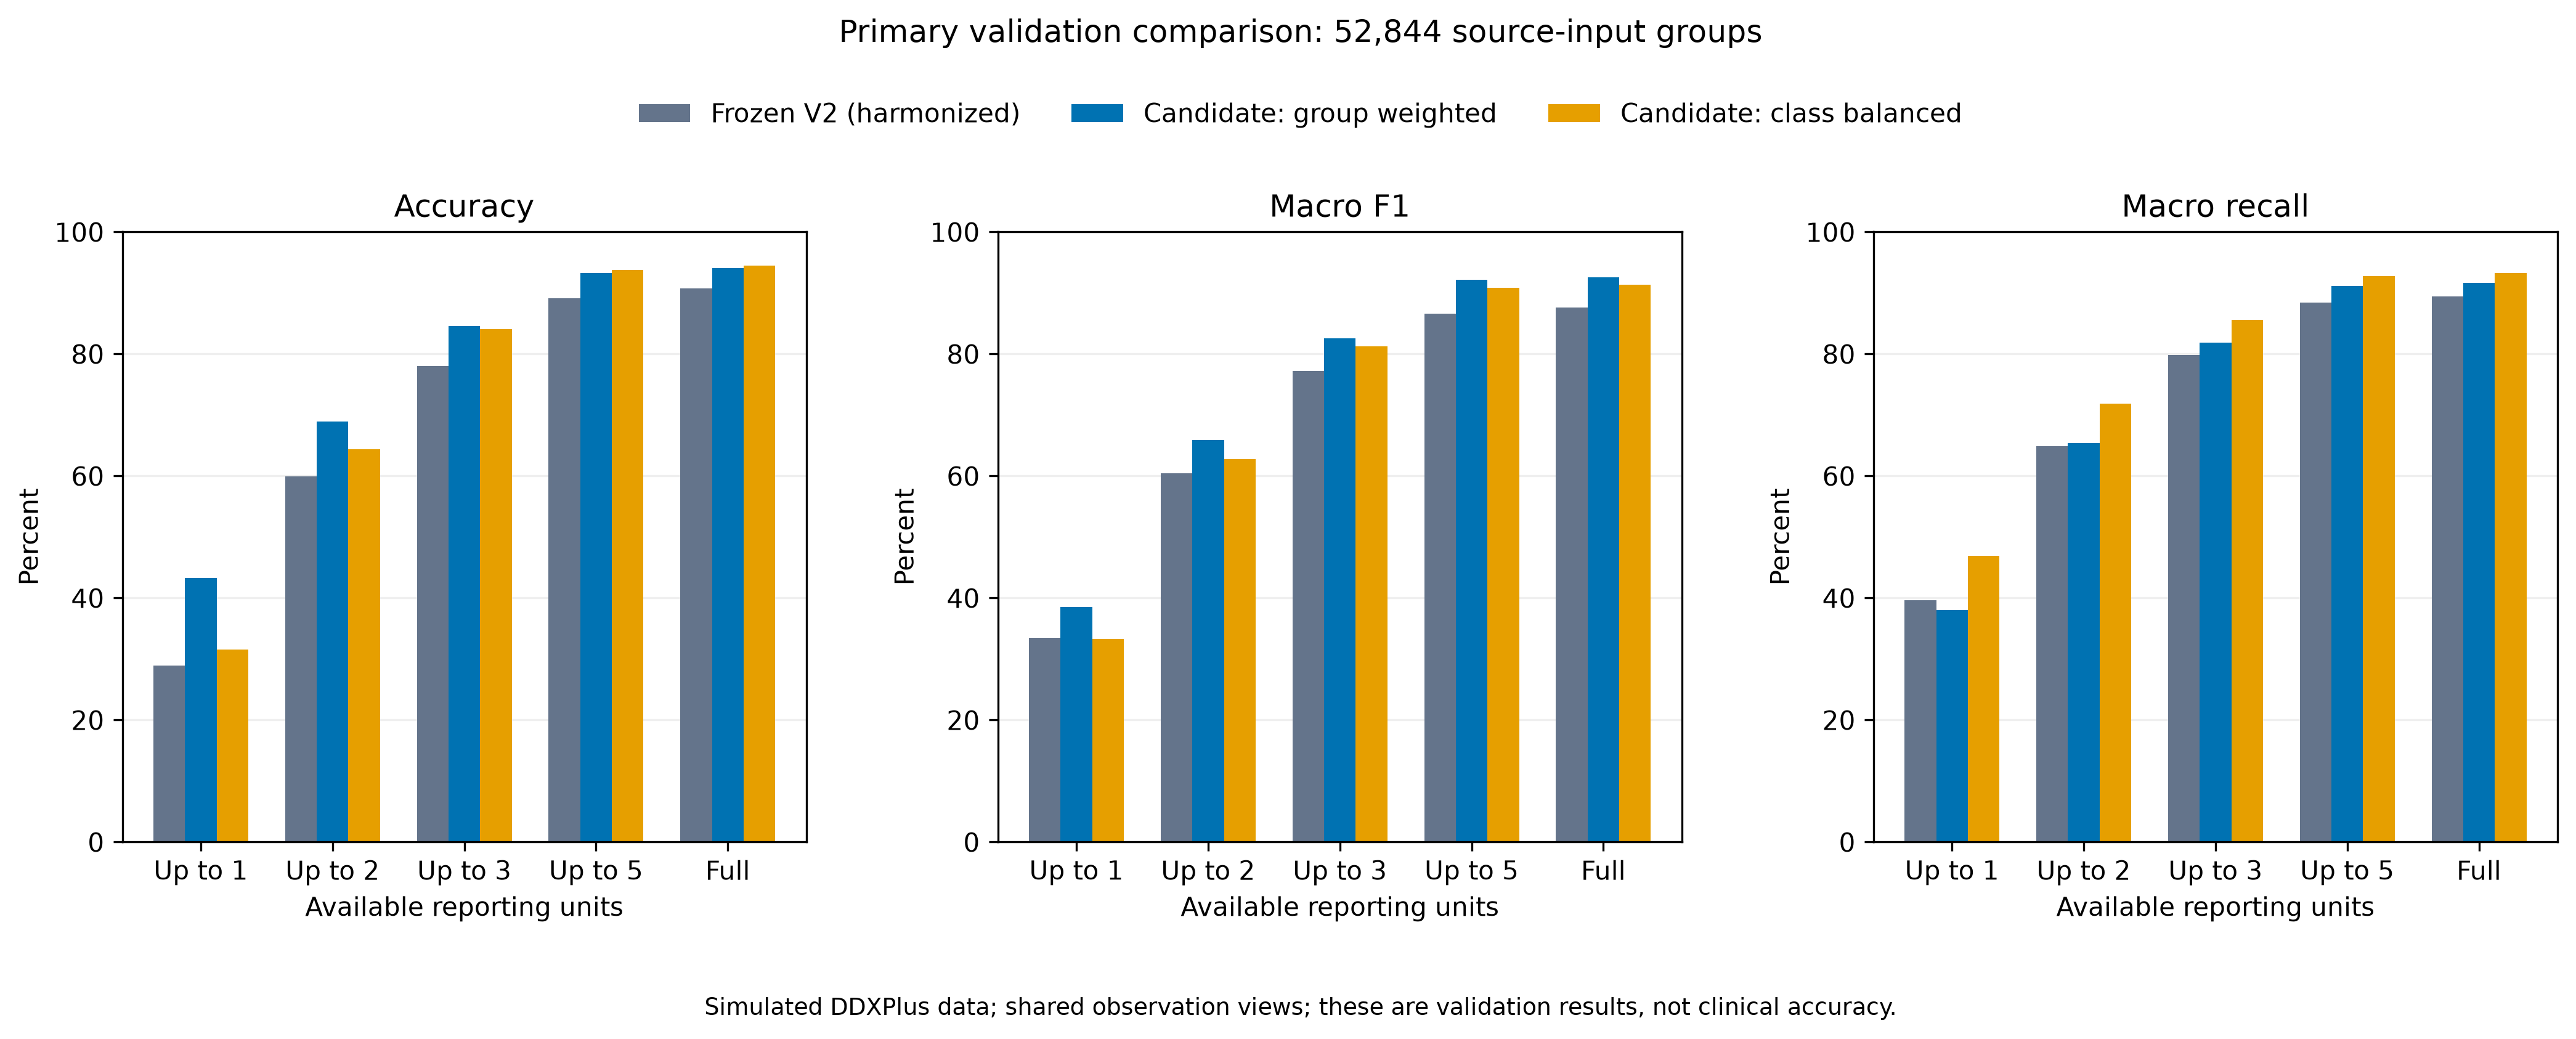 Primary validation comparison: 52,844 source-input groups
Frozen V2 (harmonized) Candidate: group weighted Candidate: class balanced
Accuracy
100
80
60
40
20
0
Percent
Up to 1 Up to 2 Up to 3 Up to 5 Full
Available reporting units
Macro F1
100
80
60
40
20
0
Percent
Up to 1 Up to 2 Up to 3 Up to 5 Full
Available reporting units
Macro recall
100
80
60
40
20
0
Percent
Up to 1 Up to 2 Up to 3 Up to 5 Full
Available reporting units
Simulated DDXPlus data; shared observation views; these are validation results, not clinical accuracy.